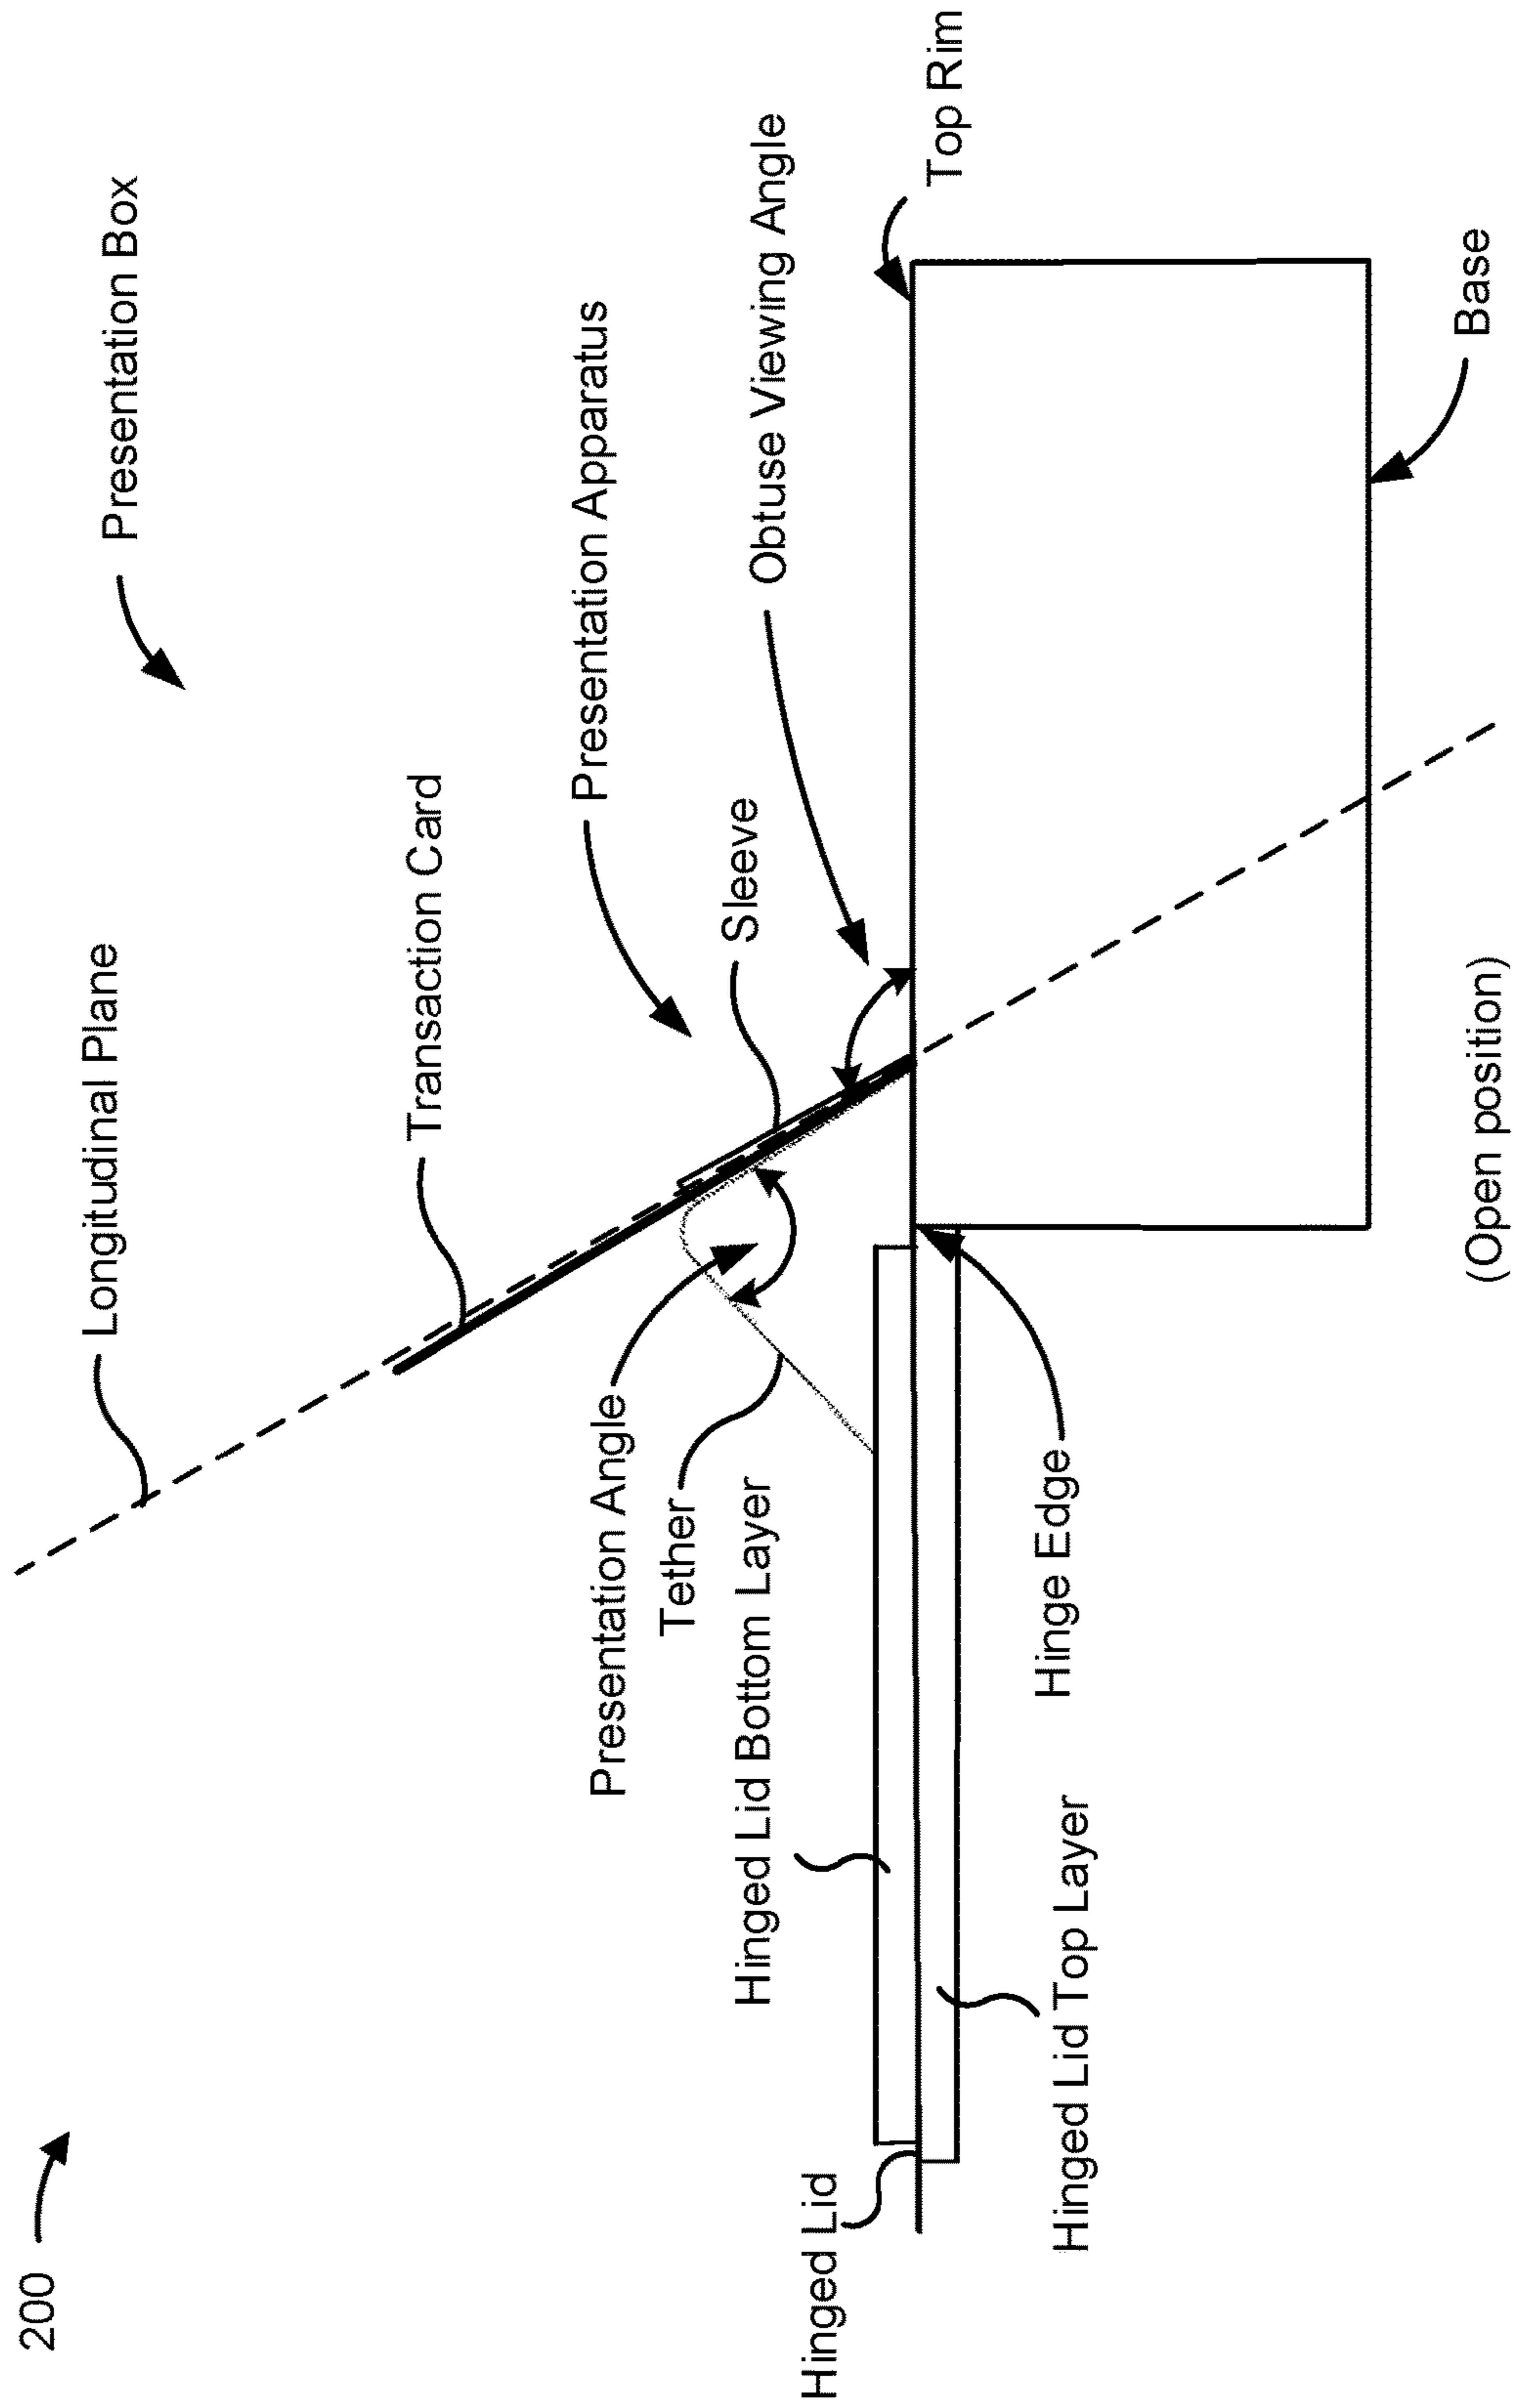 200
Presentation Box
Longitudinal Plane
Transaction Card
Presentation Apparatus
Sleeve
Obtuse Viewing Angle
Top Rim
Presentation Angle
Tether
Hinged Lid Bottom Layer
Hinged Lid
Hinge Edge
Hinged Lid Top Layer
Base
(Open position)